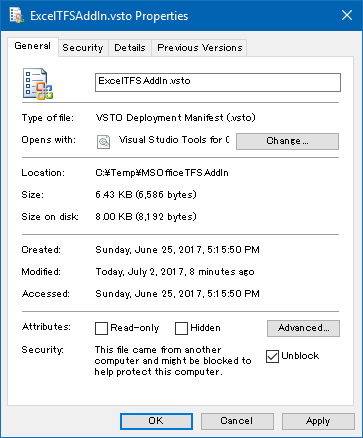 ExcelTFSAddIn.vsto Properties
General Security Details Previous Versions
ExcelTFSAddIn.vsto
Type of file: VSTO Deployment Manifest (.vsto)
Opens with: Visual Studio Tools for O Change...
Location: C:¥Temp¥MSOfficeTFSAddIn
Size: 6.43 KB (6,586 bytes)
Size on disk: 8.00 KB (8,192 bytes)
Created: Sunday, June 25, 2017, 5:15:50 PM
Modified: Today, July 2, 2017, 8 minutes ago
Accessed: Sunday, June 25, 2017, 5:15:50 PM
Attributes: Read-only Hidden Advanced...
Security: This file came from another
computer and might be blocked to
help protect this computer.
Unblock
OK Cancel Apply